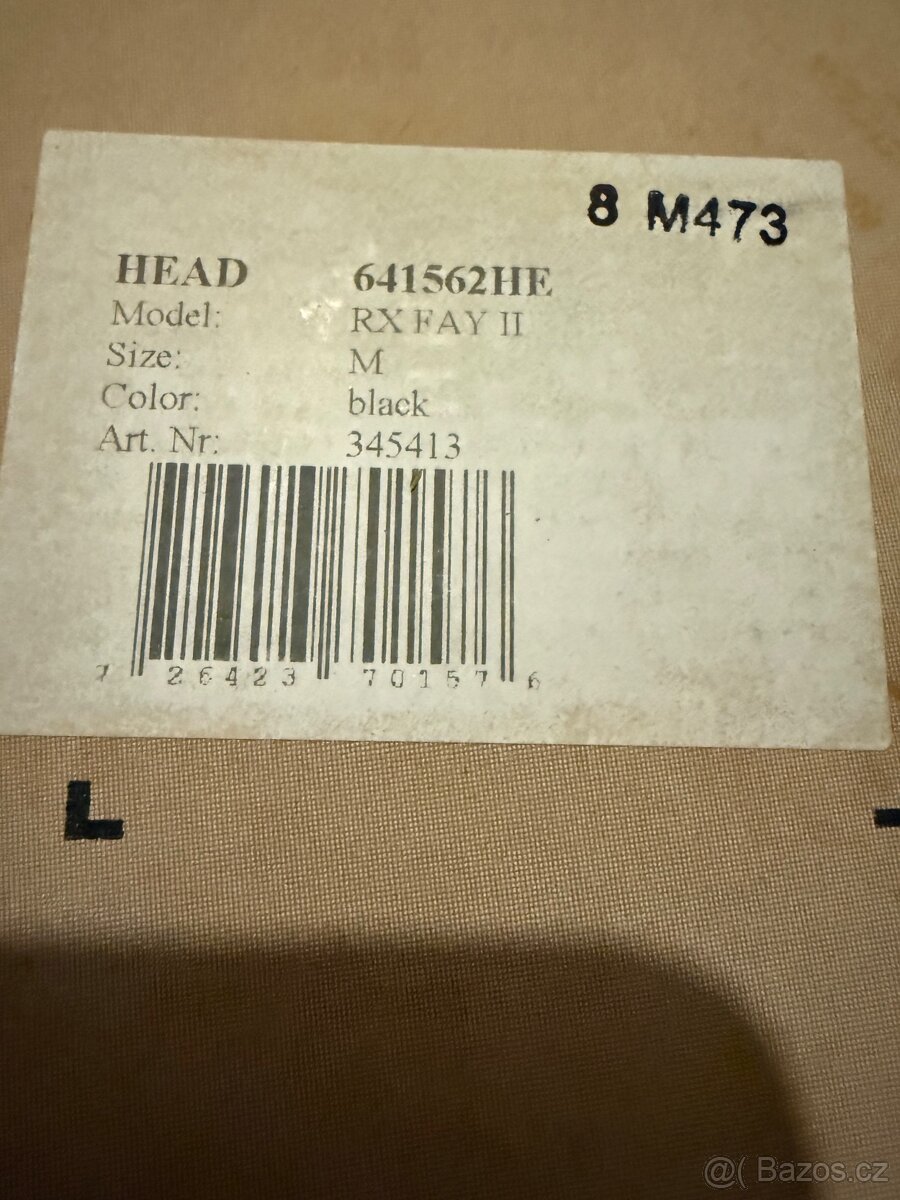 8 M473
HEAD 641562HE
Model: RX FAY II
Size: M
Color: black
Art. Nr: 345413
7 26423 70157 6
L
@( Bazos.cz